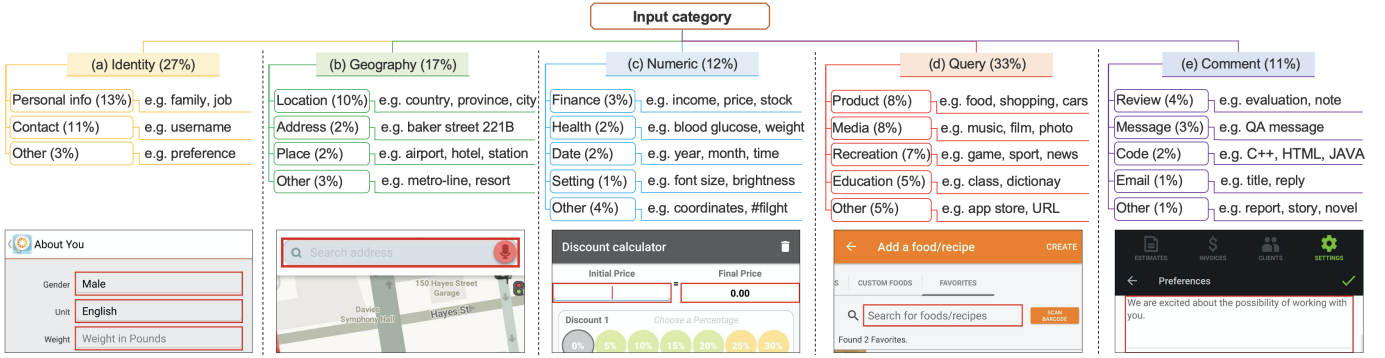 Input category
(a) Identity (27%)
Personal info (13%) e.g. family, job
Contact (11%) e.g. username
Other (3%) e.g. preference
About You
Gender Male
Unit English
Weight Weight in Pounds
(b) Geography (17%)
Location (10%) e.g. country, province, city
Address (2%) e.g. baker street 221B
Place (2%) e.g. airport, hotel, station
Other (3%) e.g. metro-line, resort
Search address
150 Hayes Street
Garage
Davies
Symphony Hall
Hayes St
(c) Numeric (12%)
Finance (3%) e.g. income, price, stock
Health (2%) e.g. blood glucose, weight
Date (2%) e.g. year, month, time
Setting (1%) e.g. font size, brightness
Other (4%) e.g. coordinates, #filght
Discount calculator
Initial Price Final Price
= 0.00
Discount 1 Choose a Percentage
0% 5% 10% 15% 20% 25% 30%
(d) Query (33%)
Product (8%) e.g. food, shopping, cars
Media (8%) e.g. music, film, photo
Recreation (7%) e.g. game, sport, news
Education (5%) e.g. class, dictionay
Other (5%) e.g. app store, URL
Add a food/recipe CREATE
S CUSTOM FOODS FAVORITES
Search for foods/recipes SCAN
BARCODE
Found 2 Favorites.
(e) Comment (11%)
Review (4%) e.g. evaluation, note
Message (3%) e.g. QA message
Code (2%) e.g. C++, HTML, JAVA
Email (1%) e.g. title, reply
Other (1%) e.g. report, story, novel
ESTIMATES INVOICES CLIENTS SETTINGS
Preferences
We are excited about the possibility of working with
you.